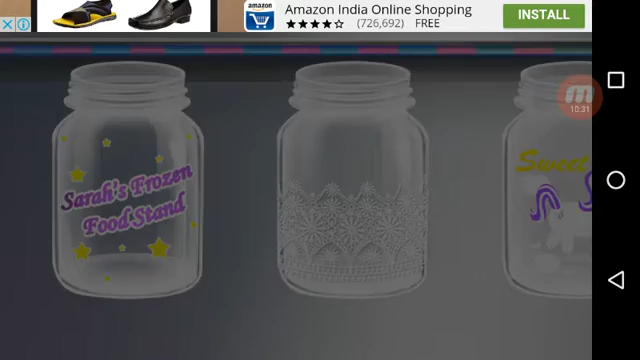 amazon
Amazon India Online Shopping
(726,692) FREE
INSTALL
10:31
Sarah's Frozen
Food Stand
Sweet